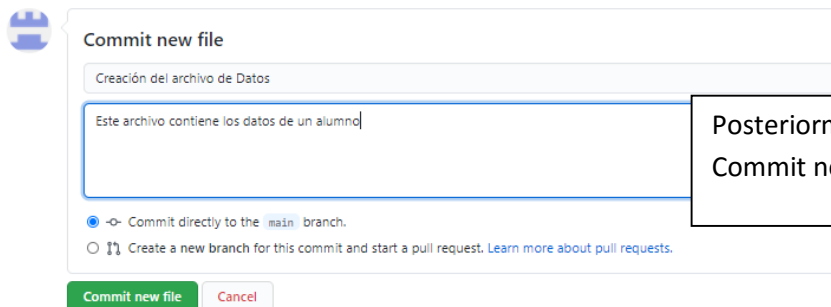 Commit new file
Creación del archivo de Datos
Este archivo contiene los datos de un alumno
Commit
Commit directly to the main branch.
Create a new branch for this commit and start a pull request. Learn more about pull requests.
Commit new file
Cancel